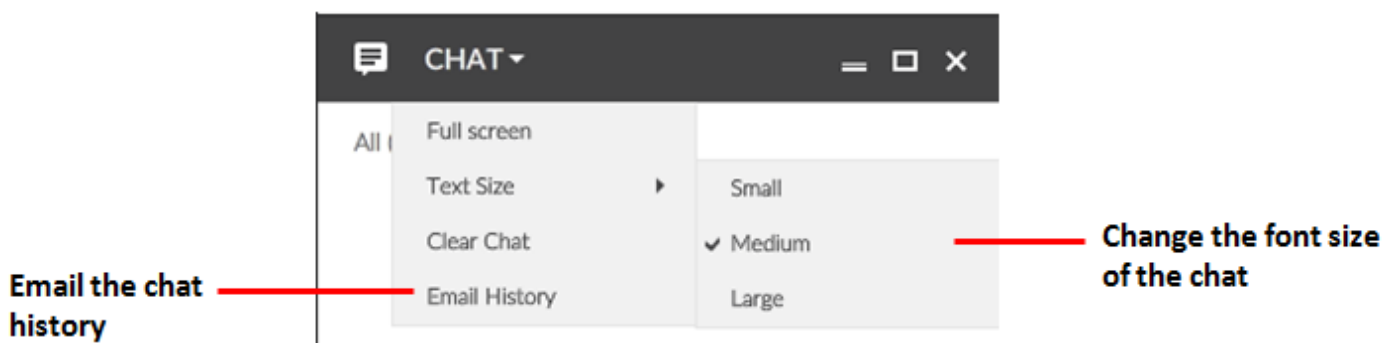 CHAT
All
Full screen
Text Size
Small
Clear Chat
Medium
Change the font size
of the chat
Email the chat
history
Email History
Large